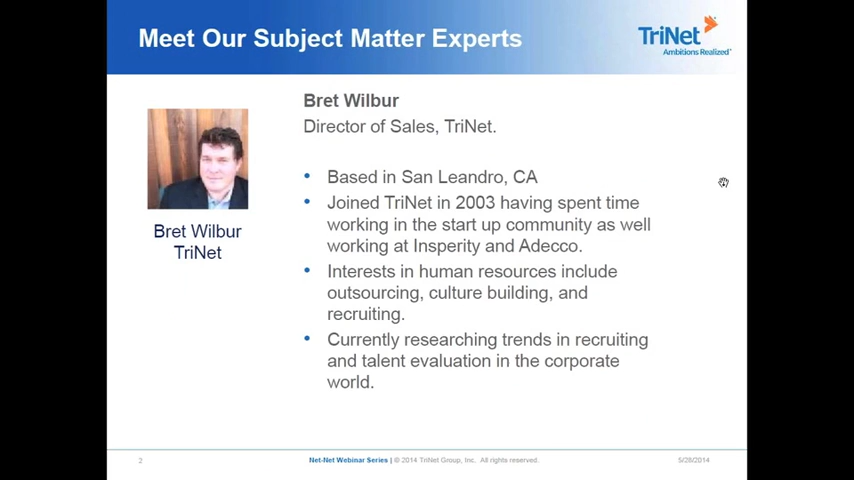 Meet Our Subject Matter Experts
TriNet
Ambitions Realized
Bret Wilbur
Director of Sales, TriNet.
• Based in San Leandro, CA
• Joined TriNet in 2003 having spent time
working in the start up community as well
working at Insperity and Adecco.
• Interests in human resources include
outsourcing, culture building, and
recruiting.
• Currently researching trends in recruiting
and talent evaluation in the corporate
world.
Bret Wilbur
TriNet
2
Net-Net Webinar Series | © 2014 TriNet Group, Inc. All rights reserved.
5/28/2014